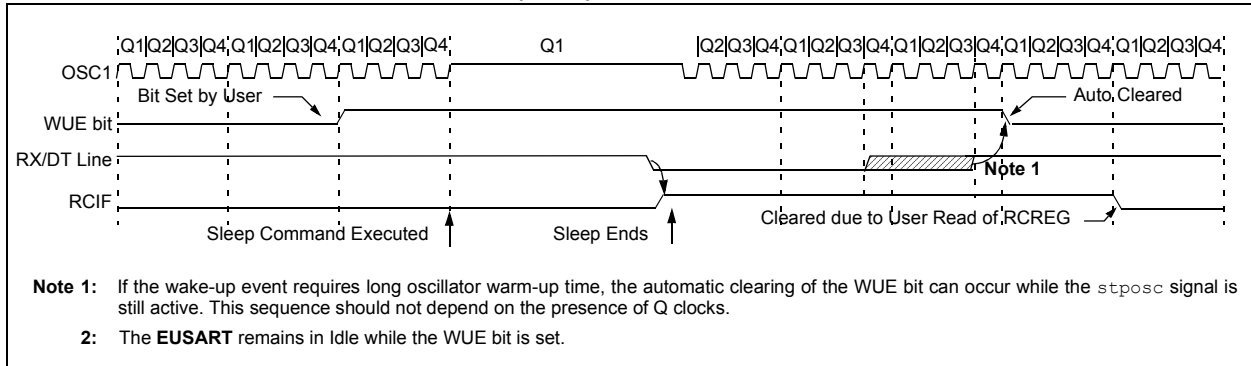 Q1|Q2|Q3|Q4 Q1|Q2|Q3|Q4 Q1|Q2|Q3|Q4 Q1 |Q2|Q3|Q4 Q1|Q2|Q3|Q4 Q1|Q2|Q3|Q4 Q1|Q2|Q3|Q4 Q1|Q2|Q3|Q4
OSC1
Bit Set by User Auto Cleared
WUE bit
RX/DT Line
Note 1
RCIF
Cleared due to User Read of RCREG
Sleep Command Executed Sleep Ends
Note 1: If the wake-up event requires long oscillator warm-up time, the automatic clearing of the WUE bit can occur while the stposc signal is
still active. This sequence should not depend on the presence of Q clocks.
2: The EUSART remains in Idle while the WUE bit is set.